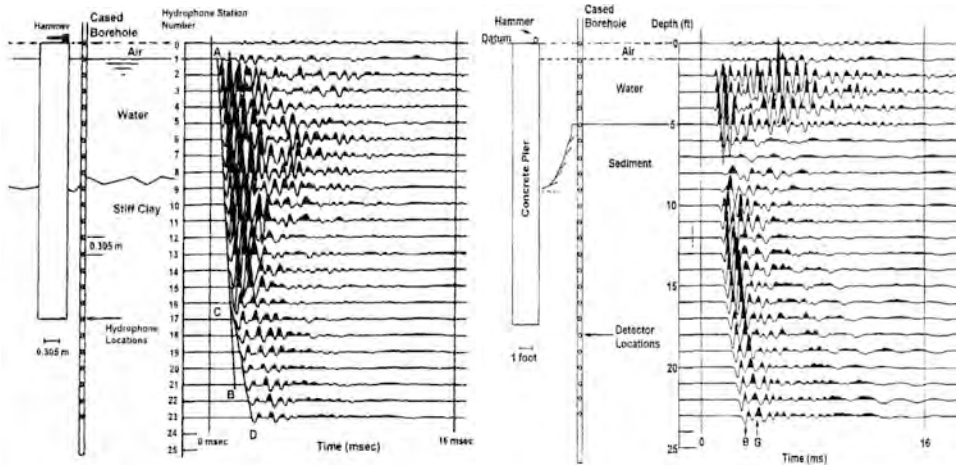 Hammer
Cased
Borehole
Hydrophone Station
Number
Air
Water
Stiff Clay
0.305 m
Hydrophone
Locations
0.305 m
0
1
2
3
4
5
6
7
8
9
10
11
12
13
14
15
16
17
18
19
20
21
22
23
24
25
A
C
B
D
0 msec
Time (msec)
16 msec
Hammer
Datum
Cased
Borehole
Depth (ft)
Air
Water
Sediment
Concrete Pier
Detector
Locations
1 foot
0
5
10
15
20
25
0
G
16
Time (ms)